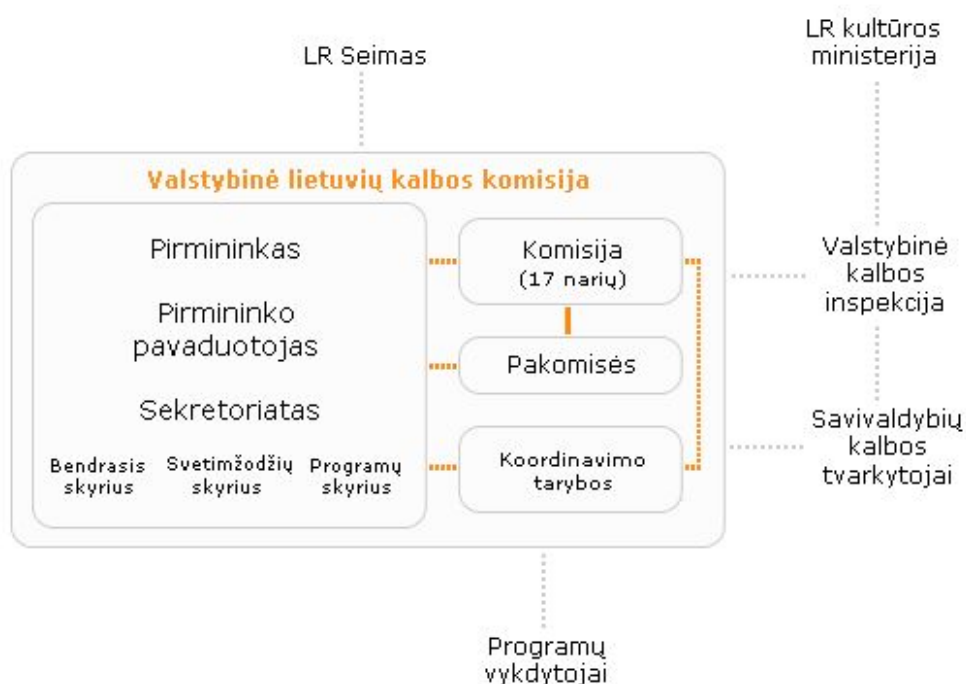 LR Seimas
LR kultūros
ministerija
Valstybinė lietuvių kalbos komisija
Pirmininkas
Pirmininko
pavaduotojas
Sekretoriatas
Bendrasis
skyrius
Svetimžodžių
skyrius
Programų
skyrius
Komisija
(17 narių)
Pakomisės
Koordinavimo
tarybos
Valstybinė
kalbos
inspekcija
Savivaldybių
kalbos
tvarkytojai
Programų
vykdytojai